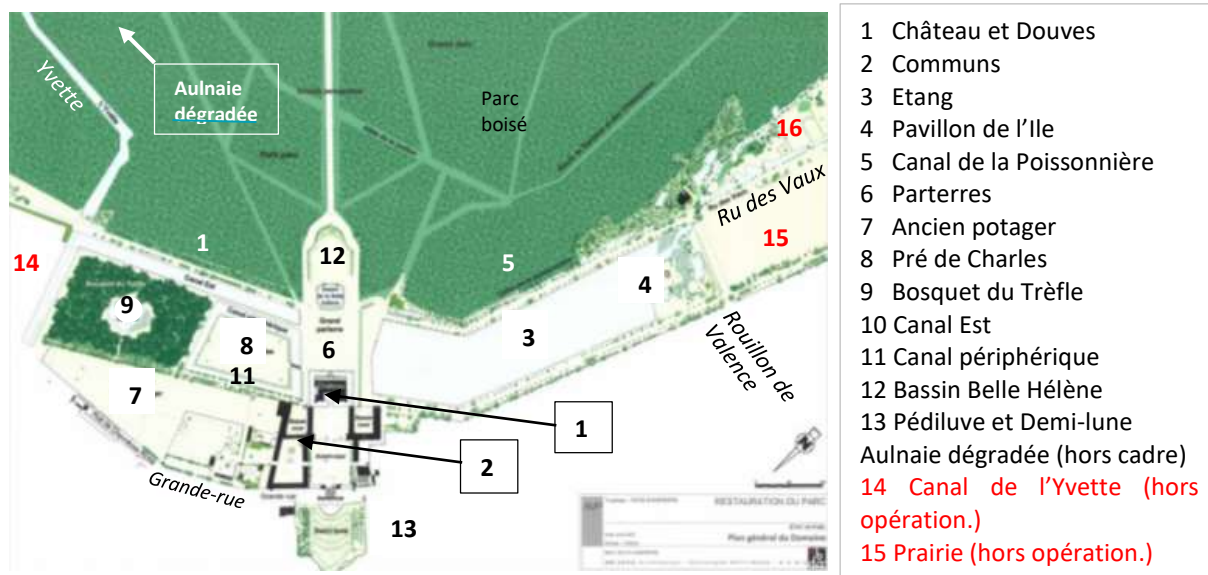 Yvette
Aulnaie
dégradée
Parc
boisé
16
Ru des Vaux
1
5
12
14
15
4
9
3
Rouillon de
Valence
8
6
11
7
1
2
Grande-rue
13
RESTAURATION DU PARC
Plan général du Domaine
1 Château et Douves
2 Communs
3 Etang
4 Pavillon de l'Ile
5 Canal de la Poissonnière
6 Parterres
7 Ancien potager
8 Pré de Charles
9 Bosquet du Trèfle
10 Canal Est
11 Canal périphérique
12 Bassin Belle Hélène
13 Pédiluve et Demi-lune
Aulnaie dégradée (hors cadre)
14 Canal de l'Yvette (hors
opération.)
15 Prairie (hors opération.)